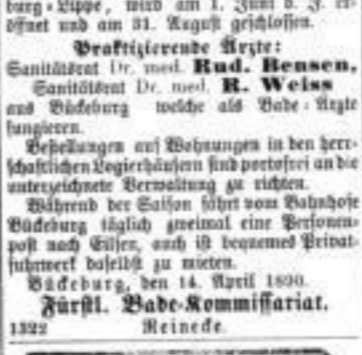 burg-Lippe, wird am 1. Juni d. J. er-
öffnet und am 31. August geschlossen.
Praktizierende Ärzte:
Sanitätsrat Dr. med. Rud. Bensen,
Sanitätsrat Dr. med. R. Weiss
aus Bückeburg welche als Bade-Ärzte
fungieren.
Bestellungen auf Wohnungen in den herr-
schaftlichen Logierhäusern sind portofrei an die
unterzeichnete Verwaltung zu richten.
Während der Saison fährt vom Bahnhofe
Bückeburg täglich zweimal eine Personen-
post nach Eilsen, auch ist bequemes Privat-
fuhrwerk daselbst zu mieten.
Bückeburg, den 14. April 1890.
Fürstl. Bade-Kommissariat.
1322 Reinecke.